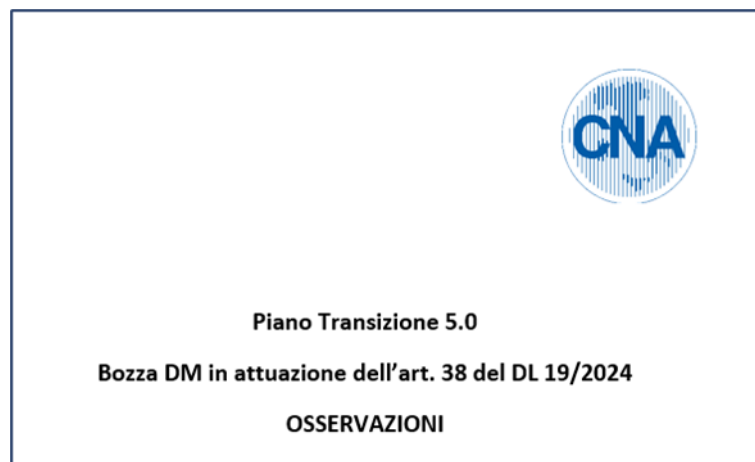 CNA
Piano Transizione 5.0
Bozza DM in attuazione dell'art. 38 del DL 19/2024
OSSERVAZIONI